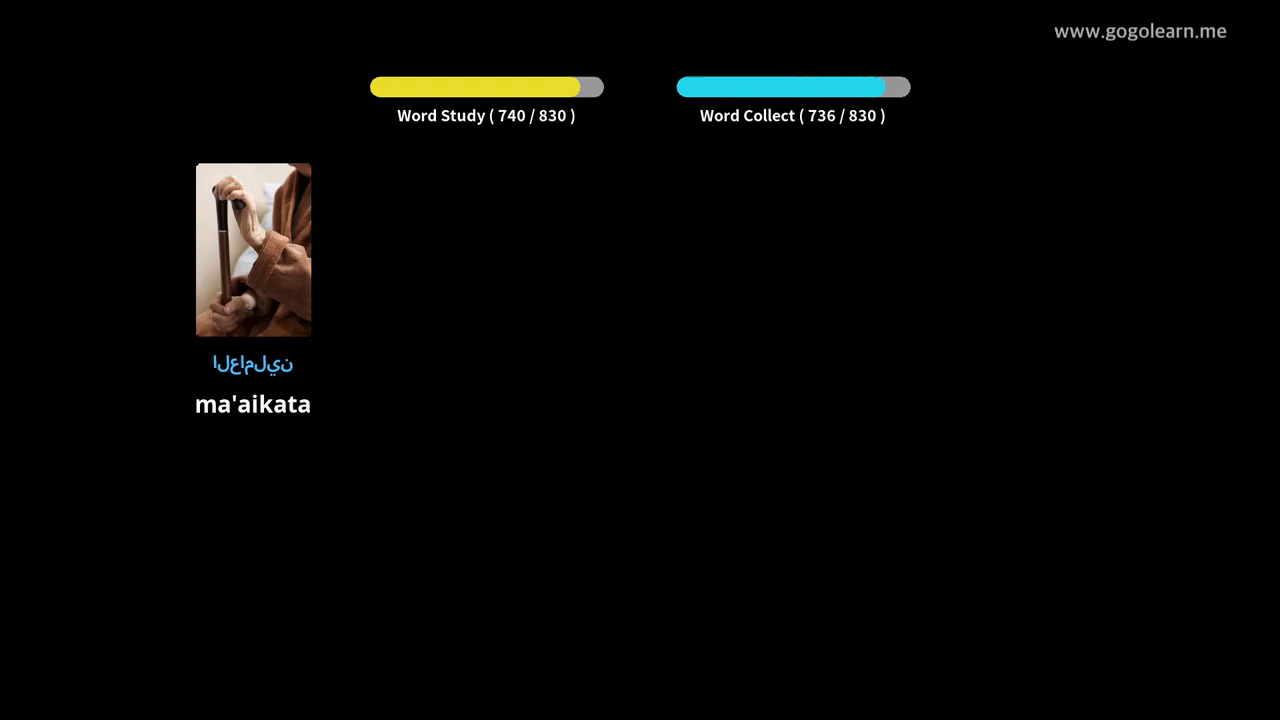 www.gogolearn.me
Word Study ( 740 / 830 )
Word Collect ( 736 / 830 )
العاملين
ma'aikata